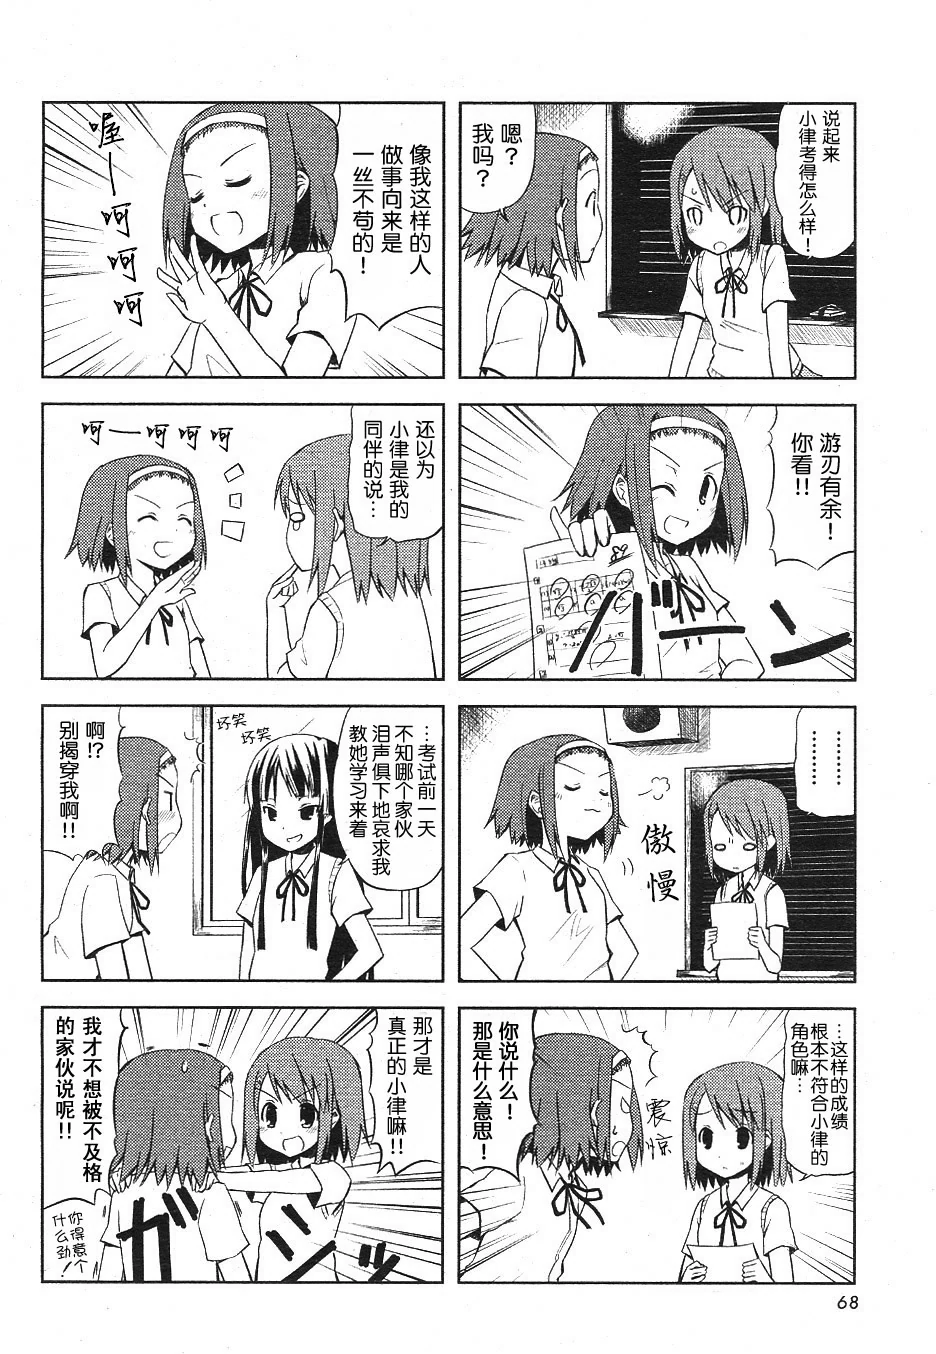 说起来
小律考得怎么样！
嗯？
我吗？
游刃有余！
你看！！
89
バーン
…………
…………
傲慢
…这样的成绩
根本不符合小律的
角色嘛…
你说什么！
那是什么意思！
震惊
像我这样的人
做事向来是
一丝不苟的！
喔—呵呵呵
还以为
小律是我的
同伴的说…
呵—呵呵呵
…考试前一天
不知哪个家伙
泪声俱下地哀求我
教她学习来着
坏笑
坏笑
啊！？
别揭穿我啊！！
那才是
真正的小律嘛！！
我才不想被不及格
的家伙说呢！！
ガシッ
你得意个
什么劲！
68